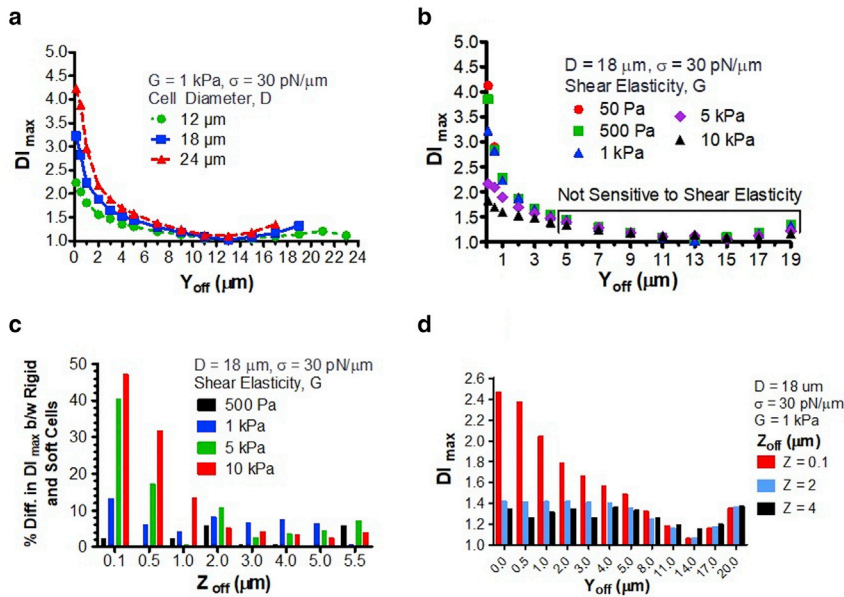 a
G = 1 kPa, σ = 30 pN/μm
Cell Diameter, D
12 μm
18 μm
24 μm
DI max
5.0
4.5
4.0
3.5
3.0
2.5
2.0
1.5
1.0
0 2 4 6 8 10 12 14 16 18 20 22 24
Y off (μm)
b
D = 18 μm, σ = 30 pN/μm
Shear Elasticity, G
50 Pa
500 Pa
1 kPa
5 kPa
10 kPa
Not Sensitive to Shear Elasticity
DI max
5.0
4.5
4.0
3.5
3.0
2.5
2.0
1.5
1.0
1 3 5 7 9 11 13 15 17 19
Y off (μm)
c
D = 18 μm, σ = 30 pN/μm
Shear Elasticity, G
500 Pa
1 kPa
5 kPa
10 kPa
% Diff. in DI max b/w Rigid
and Soft Cells
50
40
30
20
10
0
0.1 0.5 1.0 2.0 3.0 4.0 5.0 5.5
Z off (μm)
d
D = 18 um
σ = 30 pN/μm
G = 1 kPa
Z off (μm)
Z = 0.1
Z = 2
Z = 4
DI max
2.6
2.4
2.2
2.0
1.8
1.6
1.4
1.2
1.0
0.0 0.5 1.0 2.0 3.0 4.0 5.0 8.0 11.0 14.0 17.0 20.0
Y off (μm)